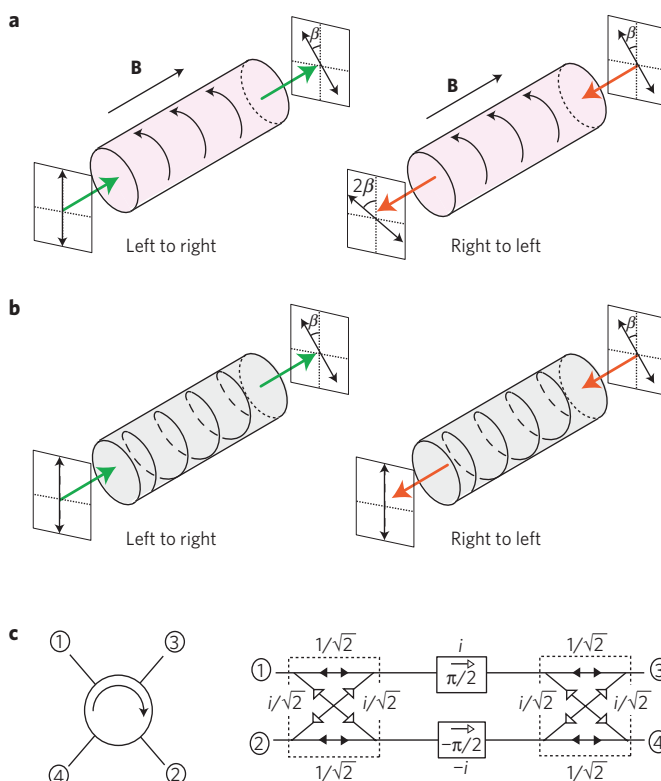 a
B
β
B
β
2β
Left to right
Right to left
b
β
β
Left to right
Right to left
c
1 3
4 2
1/√2 i 1/√2
1 π/2 3
i/√2 i/√2 i/√2 i/√2
2 −π/2 4
1/√2 −i 1/√2